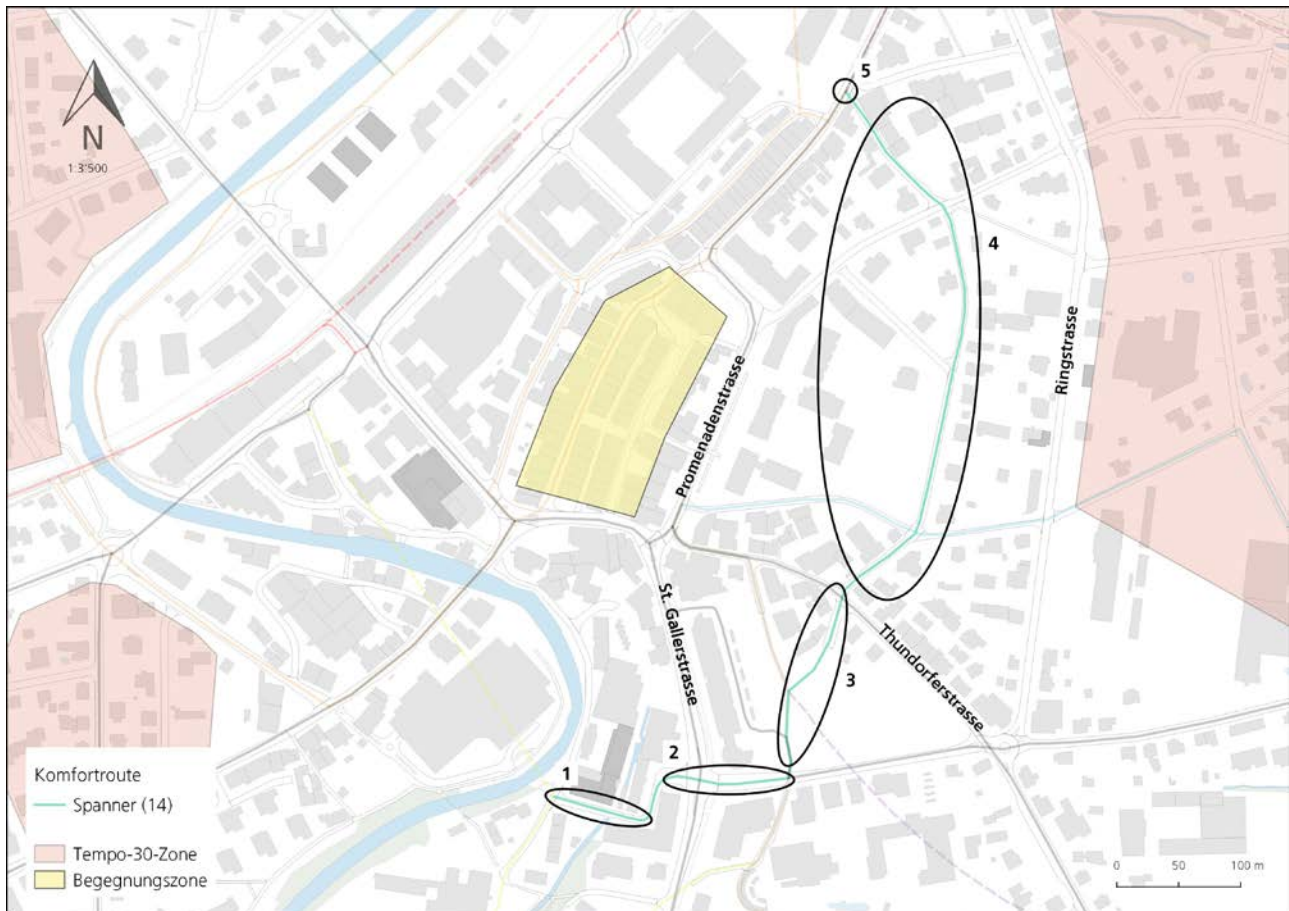 5
N
1:3'500
4
Ringstrasse
Promenadenstrasse
St. Gallerstrasse
Thundorferstrasse
3
2
1
Komfortroute
Spanner (14)
Tempo-30-Zone
Begegnungszone
0 50 100 m